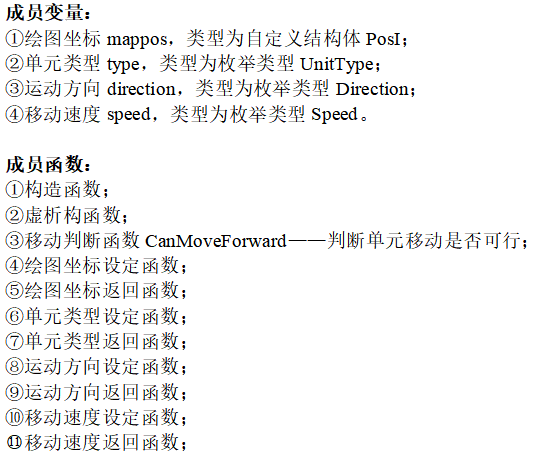 成员变量：
①绘图坐标 mappos，类型为自定义结构体 PosI；
②单元类型 type，类型为枚举类型 UnitType；
③运动方向 direction，类型为枚举类型 Direction；
④移动速度 speed，类型为枚举类型 Speed。
成员函数：
①构造函数；
②虚析构函数；
③移动判断函数 CanMoveForward——判断单元移动是否可行；
④绘图坐标设定函数；
⑤绘图坐标返回函数；
⑥单元类型设定函数；
⑦单元类型返回函数；
⑧运动方向设定函数；
⑨运动方向返回函数；
⑩移动速度设定函数；
⑪移动速度返回函数；